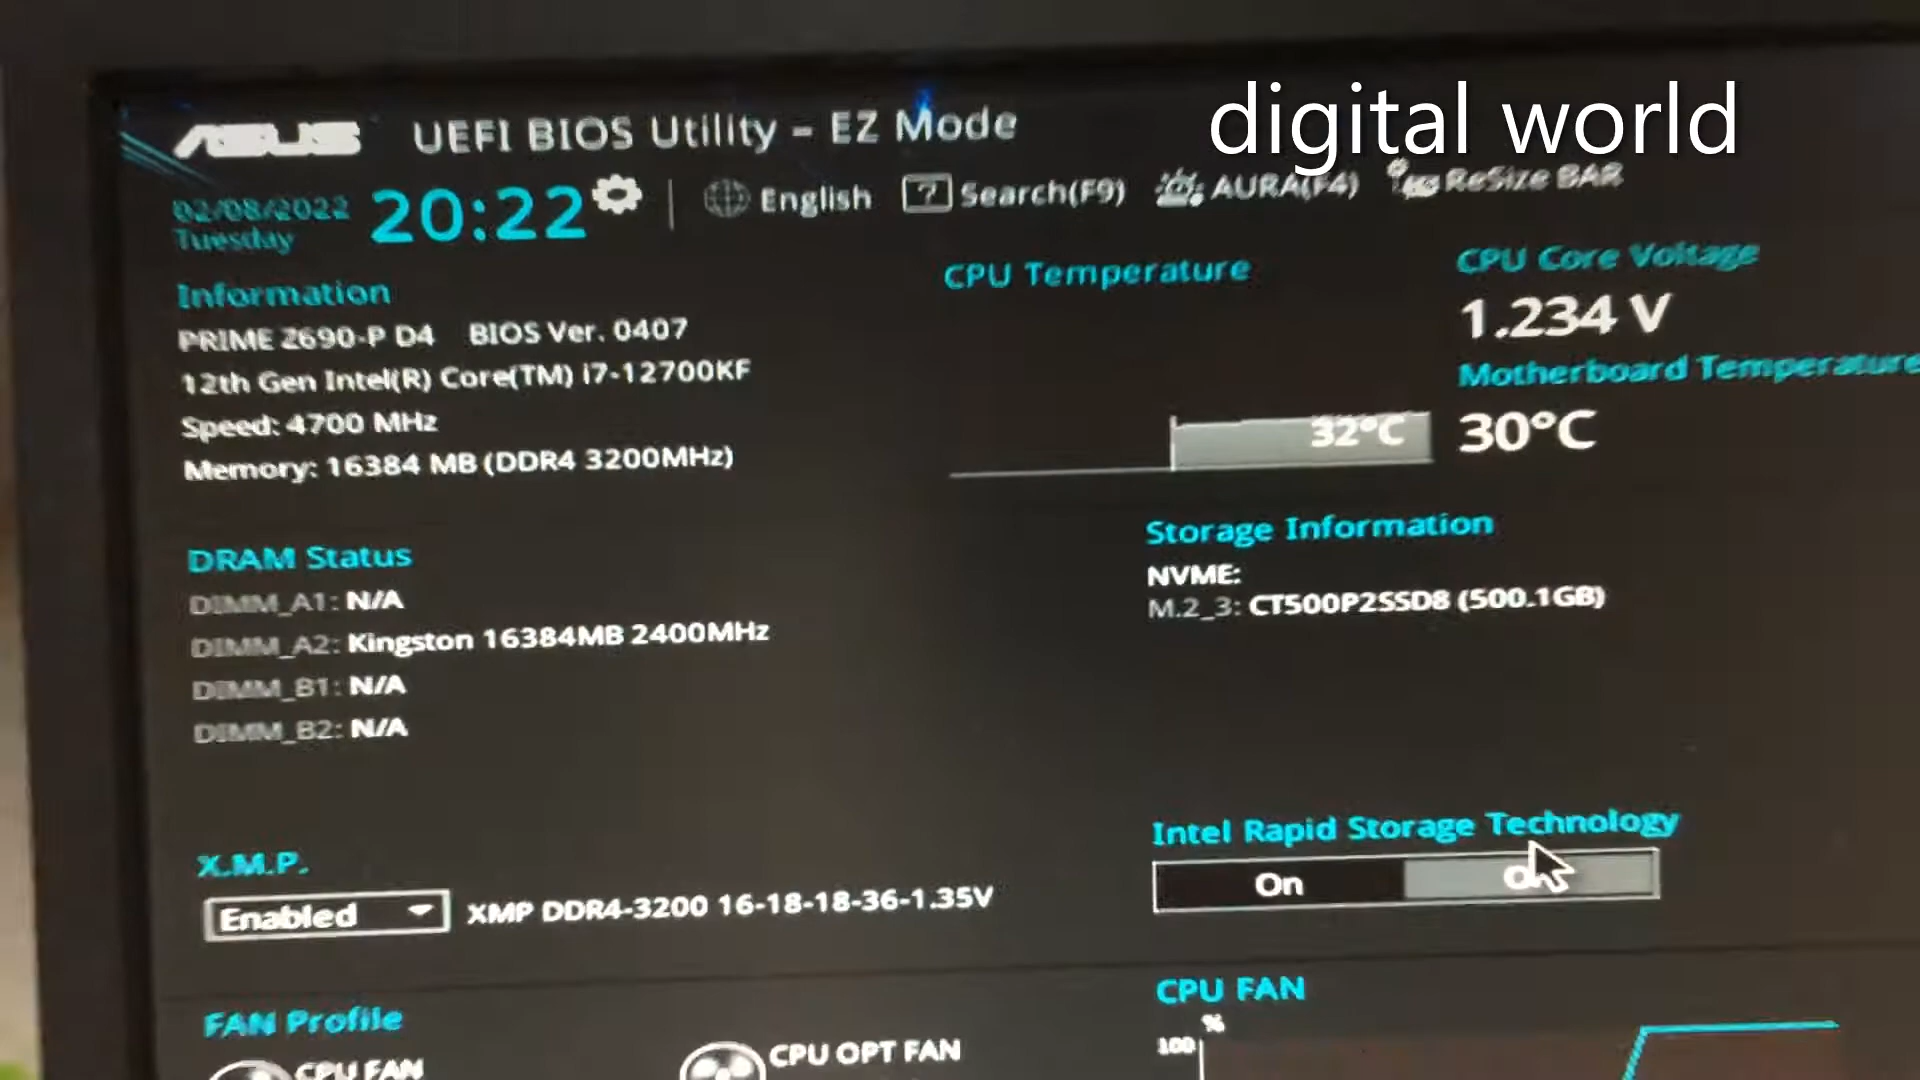 digital world
ASUS UEFI BIOS Utility – EZ Mode
02/08/2022
Tuesday
20:22
English
Search(F9)
AURA(F4)
ReSize BAR
Information
PRIME Z690-P D4 BIOS Ver. 0407
12th Gen Intel(R) Core(TM) i7-12700KF
Speed: 4700 MHz
Memory: 16384 MB (DDR4 3200MHz)
CPU Temperature
32°C
CPU Core Voltage
1.234 V
Motherboard Temperature
30°C
DRAM Status
DIMM_A1: N/A
DIMM_A2: Kingston 16384MB 2400MHz
DIMM_B1: N/A
DIMM_B2: N/A
Storage Information
NVME:
M.2_3: CT500P2SSD8 (500.1GB)
X.M.P.
Enabled
XMP DDR4-3200 16-18-18-36-1.35V
Intel Rapid Storage Technology
On
FAN Profile
CPU FAN
CPU OPT FAN
CPU FAN
%
100